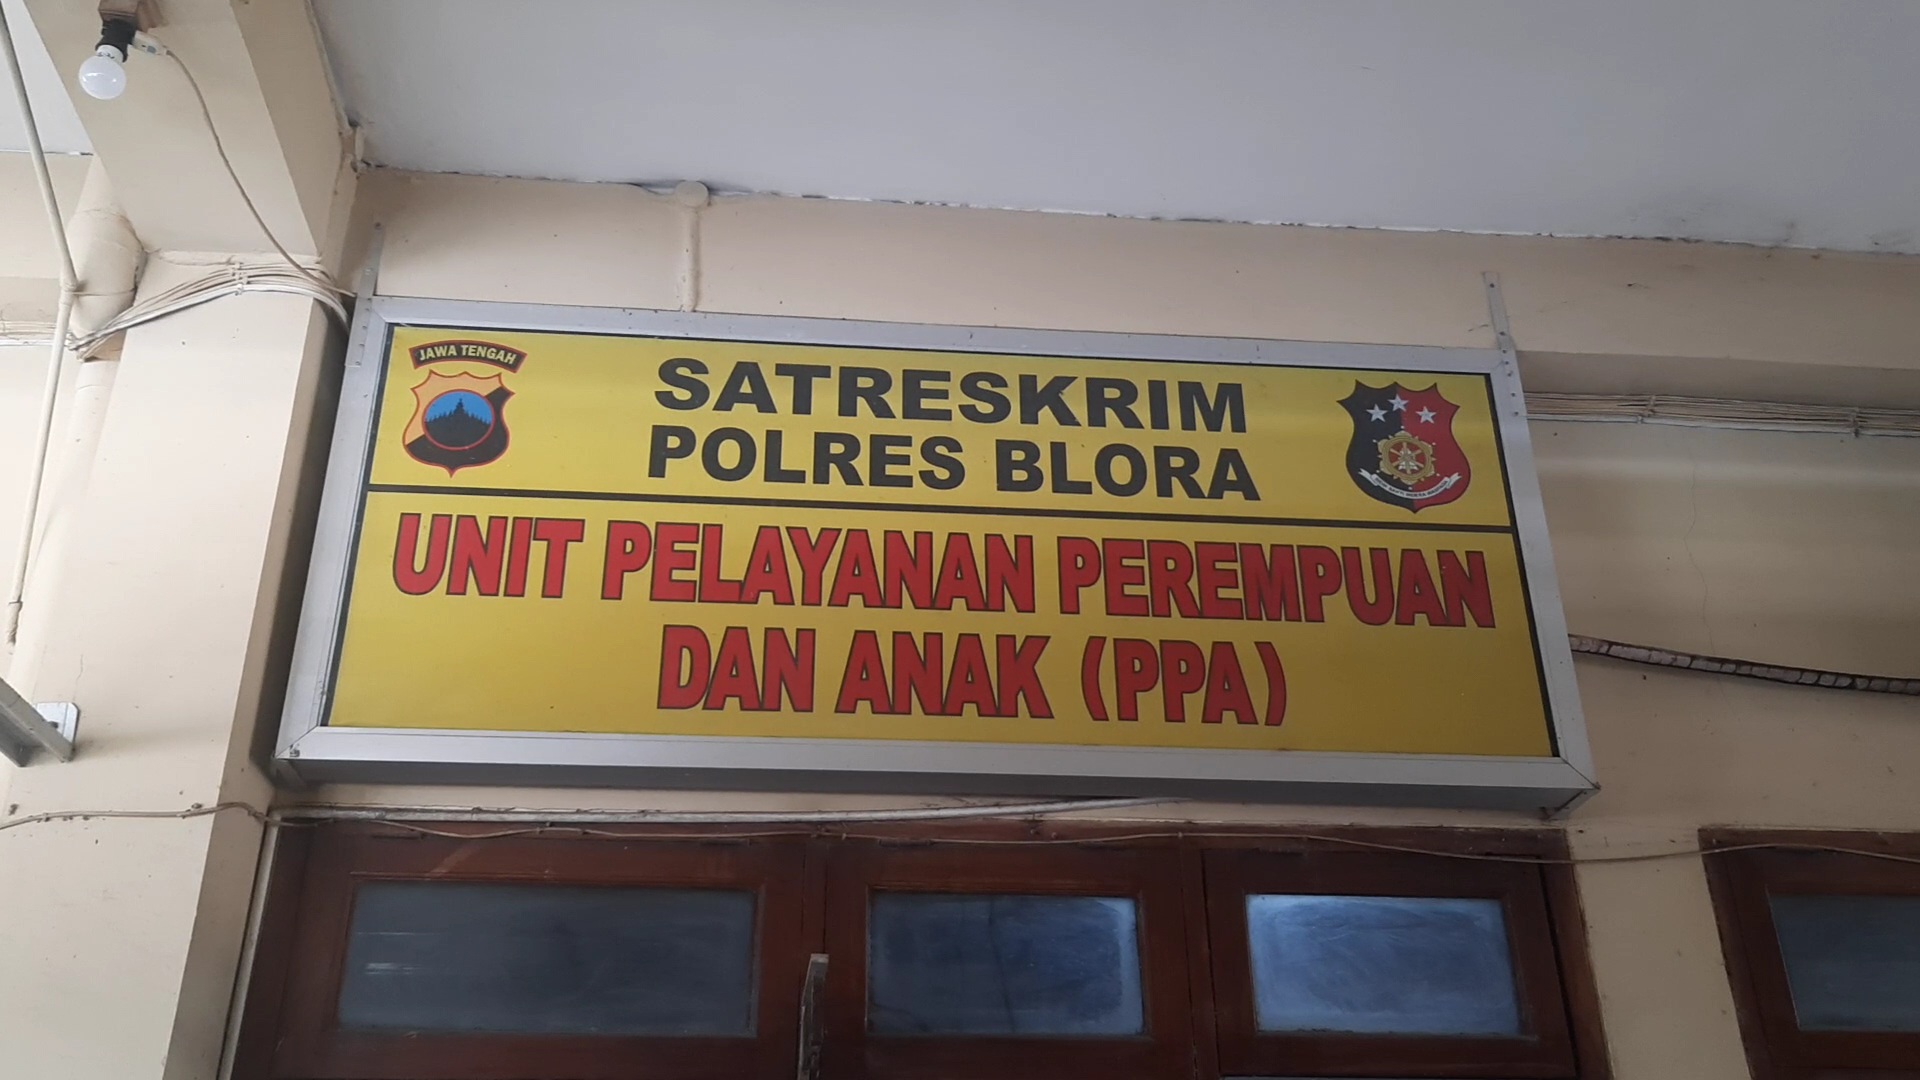 JAWA TENGAH
SATRESKRIM
POLRES BLORA
UNIT PELAYANAN PEREMPUAN
DAN ANAK (PPA)